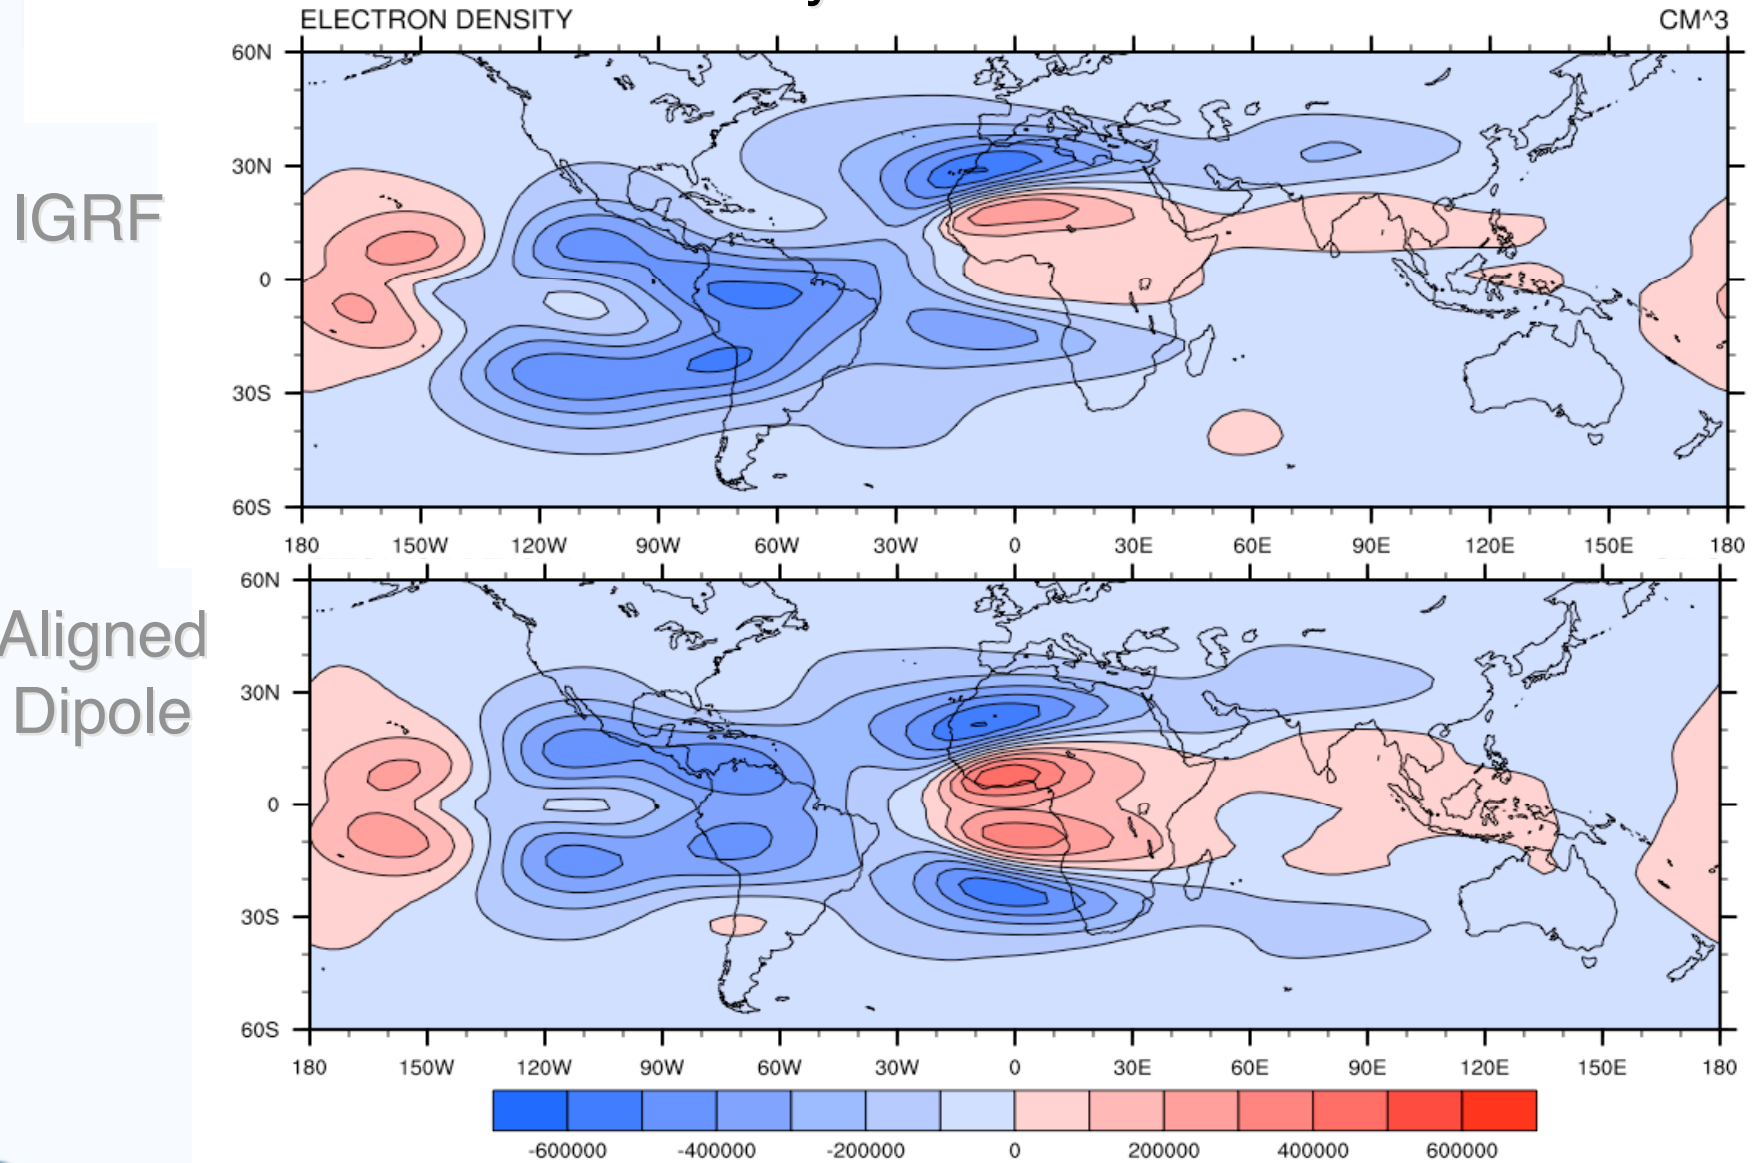 ELECTRON DENSITY CM^3
60N
30N
0
30S
60S
180 150W 120W 90W 60W 30W 0 30E 60E 90E 120E 150E 180
IGRF
60N
30N
0
30S
60S
180 150W 120W 90W 60W 30W 0 30E 60E 90E 120E 150E 180
Aligned
Dipole
-600000 -400000 -200000 0 200000 400000 600000